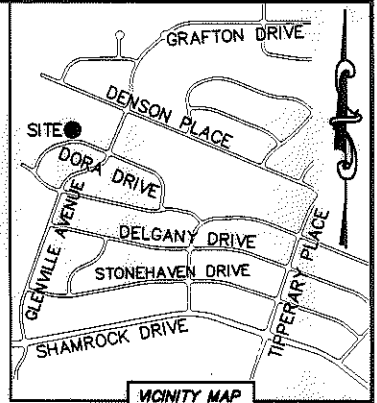 GRAFTON DRIVE
DENSON PLACE
SITE
DORA DRIVE
GLENVILLE AVENUE
DELGANY DRIVE
TIPPERARY PLACE
STONEHAVEN DRIVE
SHAMROCK DRIVE
VICINITY MAP